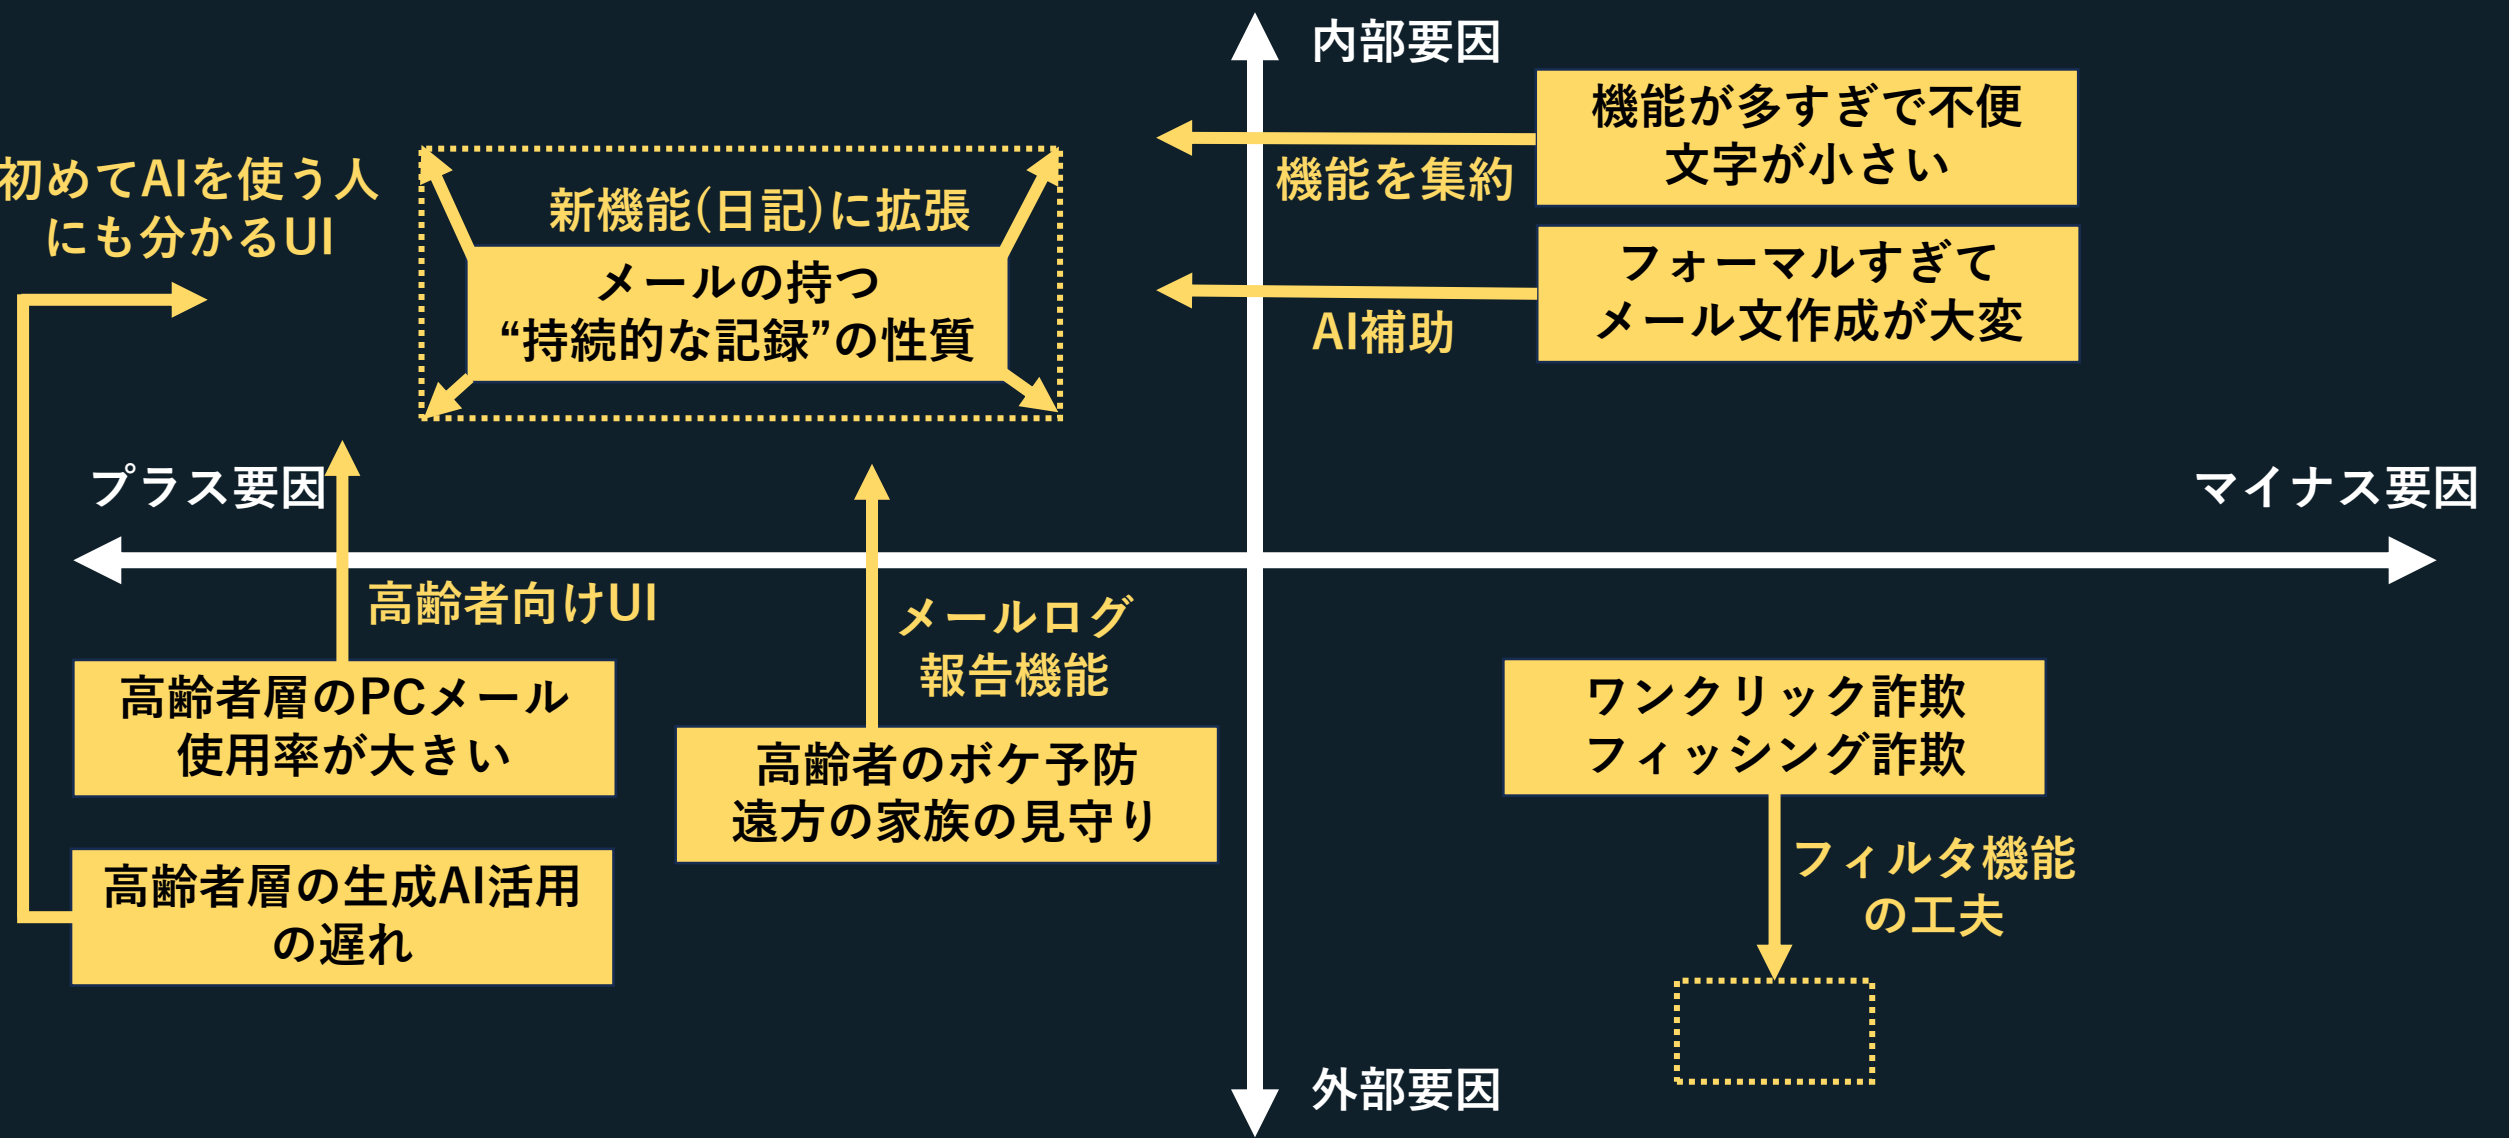 内部要因
機能が多すぎで不便
文字が小さい
機能を集約
初めてAIを使う人
にも分かるUI
新機能(日記)に拡張
メールの持つ
“持続的な記録”の性質
フォーマルすぎて
メール文作成が大変
AI補助
プラス要因
マイナス要因
高齢者向けUI
メールログ
報告機能
高齢者層のPCメール
使用率が大きい
高齢者のボケ予防
遠方の家族の見守り
ワンクリック詐欺
フィッシング詐欺
フィルタ機能
の工夫
高齢者層の生成AI活用
の遅れ
外部要因